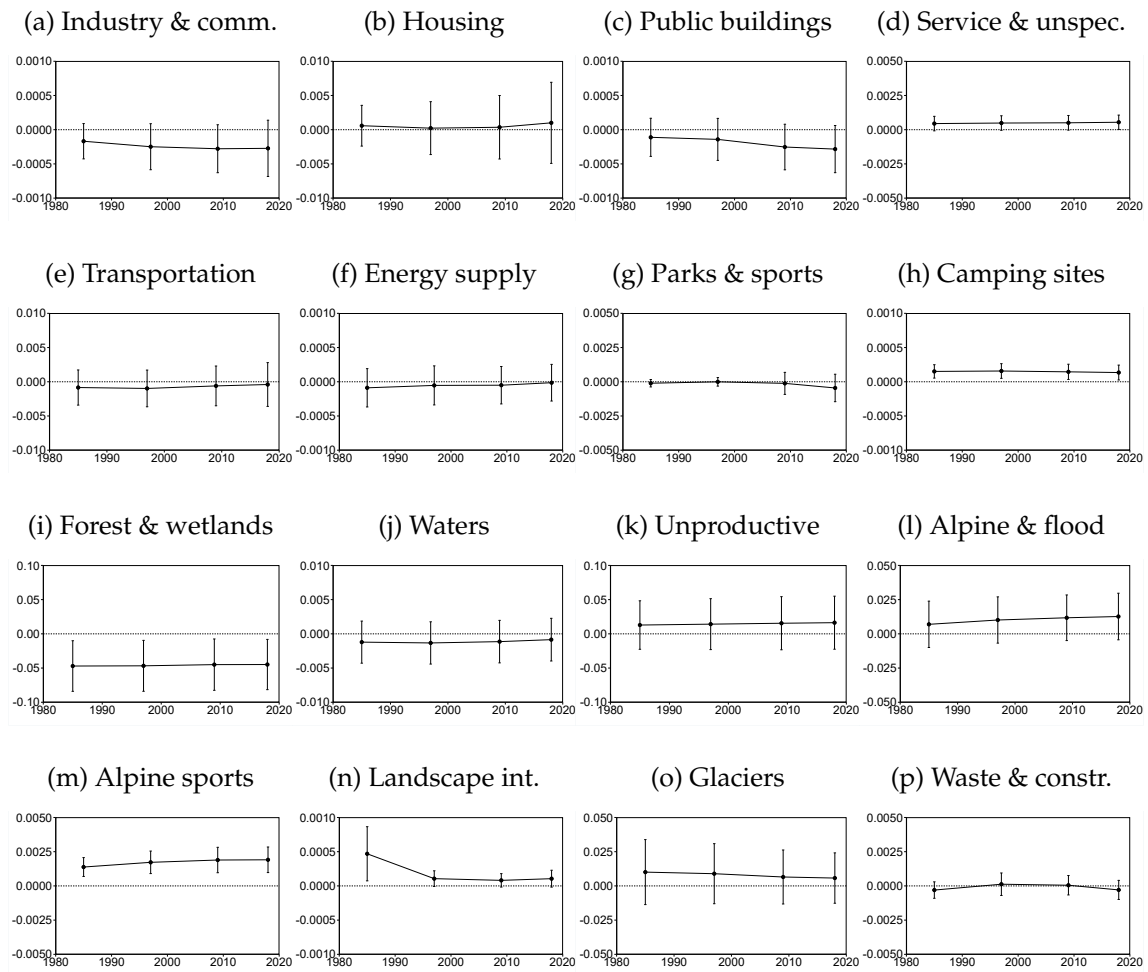 (a) Industry & comm. (b) Housing (c) Public buildings (d) Service & unspec.
0.0010 0.010 0.0010 0.0050
0.0005 0.005 0.0005 0.0025
0.0000 0.000 0.0000 0.0000
-0.0005 -0.005 -0.0005 -0.0025
-0.0010 -0.010 -0.0010 -0.0050
1980 1990 2000 2010 2020 1980 1990 2000 2010 2020 1980 1990 2000 2010 2020 1980 1990 2000 2010 2020
(e) Transportation (f) Energy supply (g) Parks & sports (h) Camping sites
0.010 0.0010 0.0050 0.0010
0.005 0.0005 0.0025 0.0005
0.000 0.0000 0.0000 0.0000
-0.005 -0.0005 -0.0025 -0.0005
-0.010 -0.0010 -0.0050 -0.0010
1980 1990 2000 2010 2020 1980 1990 2000 2010 2020 1980 1990 2000 2010 2020 1980 1990 2000 2010 2020
(i) Forest & wetlands (j) Waters (k) Unproductive (l) Alpine & flood
0.10 0.010 0.10 0.050
0.05 0.005 0.05 0.025
0.00 0.000 0.00 0.000
-0.05 -0.005 -0.05 -0.025
-0.10 -0.010 -0.10 -0.050
1980 1990 2000 2010 2020 1980 1990 2000 2010 2020 1980 1990 2000 2010 2020 1980 1990 2000 2010 2020
(m) Alpine sports (n) Landscape int. (o) Glaciers (p) Waste & constr.
0.0050 0.0010 0.050 0.0050
0.0025 0.0005 0.025 0.0025
0.0000 0.0000 0.000 0.0000
-0.0025 -0.0005 -0.025 -0.0025
-0.0050 -0.0010 -0.050 -0.0050
1980 1990 2000 2010 2020 1980 1990 2000 2010 2020 1980 1990 2000 2010 2020 1980 1990 2000 2010 2020